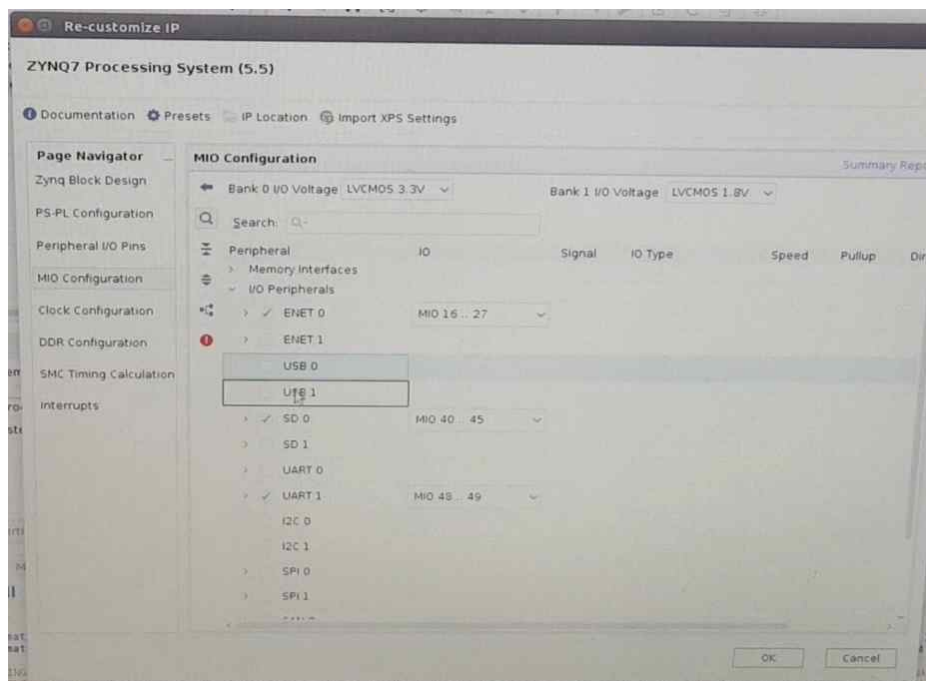 Re-customize IP
ZYNQ7 Processing System (5.5)
Documentation Presets IP Location Import XPS Settings
Page Navigator
Zynq Block Design
PS-PL Configuration
Peripheral I/O Pins
MIO Configuration
Clock Configuration
DDR Configuration
SMC Timing Calculation
Interrupts
MIO Configuration
Summary Repo
Bank 0 I/O Voltage LVCMOS 3.3V Bank 1 I/O Voltage LVCMOS 1.8V
Search:
Peripheral IO Signal IO Type Speed Pullup Dir
Memory Interfaces
I/O Peripherals
ENET 0 MIO 16 .. 27
ENET 1
USB 0
USB 1
SD 0 MIO 40 .. 45
SD 1
UART 0
UART 1 MIO 48 .. 49
I2C 0
I2C 1
SPI 0
SPI 1
OK Cancel